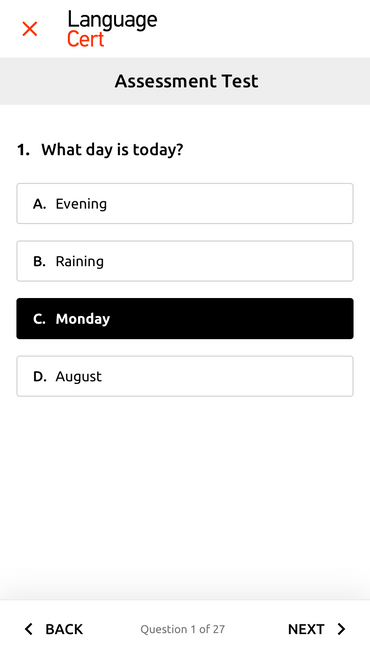 Language
Cert
Assessment Test
1. What day is today?
A. Evening
B. Raining
C. Monday
D. August
BACK Question 1 of 27 NEXT